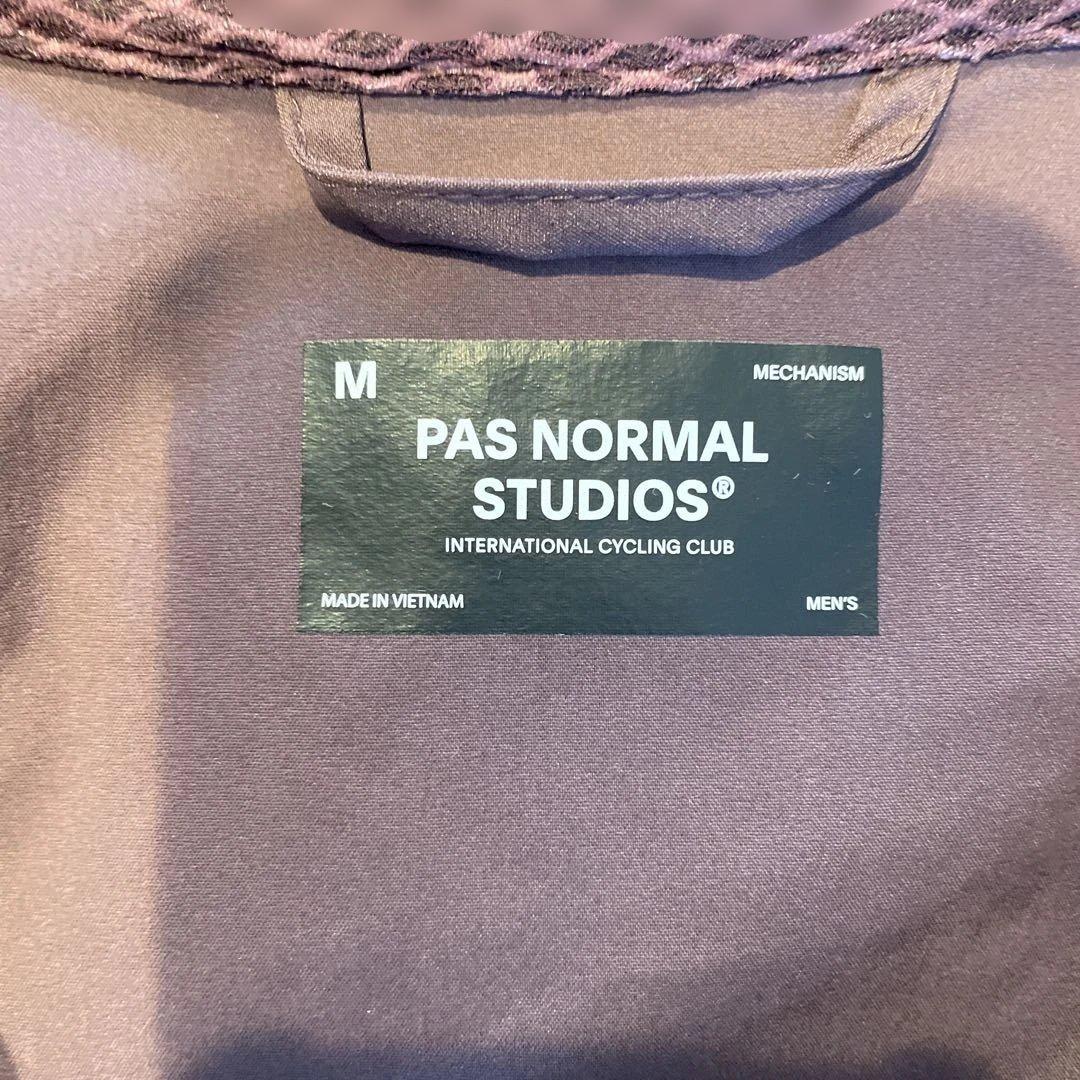 M
MECHANISM
PAS NORMAL
STUDIOS®
INTERNATIONAL CYCLING CLUB
MADE IN VIETNAM
MEN'S